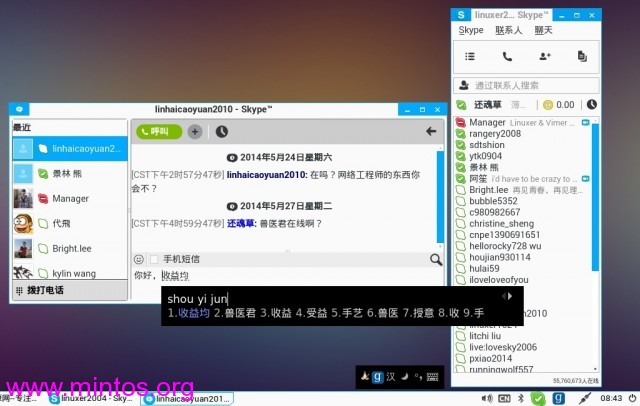 linhaicaoyuan2010 - Skype™
最近
linhaicaoyuan2...
景林 熊
Manager
代飛
Bright.lee
kylin wang
拨打电话
呼叫
2014年5月24日星期六
[CST下午2时57分47秒] linhaicaoyuan2010: 在吗？网络工程师的东西你
会不？
2014年5月27日星期二
[CST下午4时59分47秒] 还魂草: 兽医君在线啊？
手机短信
你好，收益均
shou yi jun
1.收益均 2.兽医君 3.收益 4.受益 5.手艺 6.兽医 7.授意 8.收 9.手
linuxer2... Skype™
Skype 联系人 聊天
通过联系人搜索
还魂草 0.00
Manager Linuxer & Vimer
rangery2008
sdtshion
ytk0904
景林 熊
阿笙 i'd have to be crazy to
Bright.lee 再见青春，再见理...
bubble5352
c980982667
christine_sheng
cnpe1390691651
hellorocky728 wu
houjian930114
hulai59
iloveloveofyou
litchi liu
live:lovesky2006
pxiao2014
runningwolf557
55,760,673人在线
汉
www.mintos.org
linuxer2004 - Sky...
linhaicaoyuan201...
CN
08:43